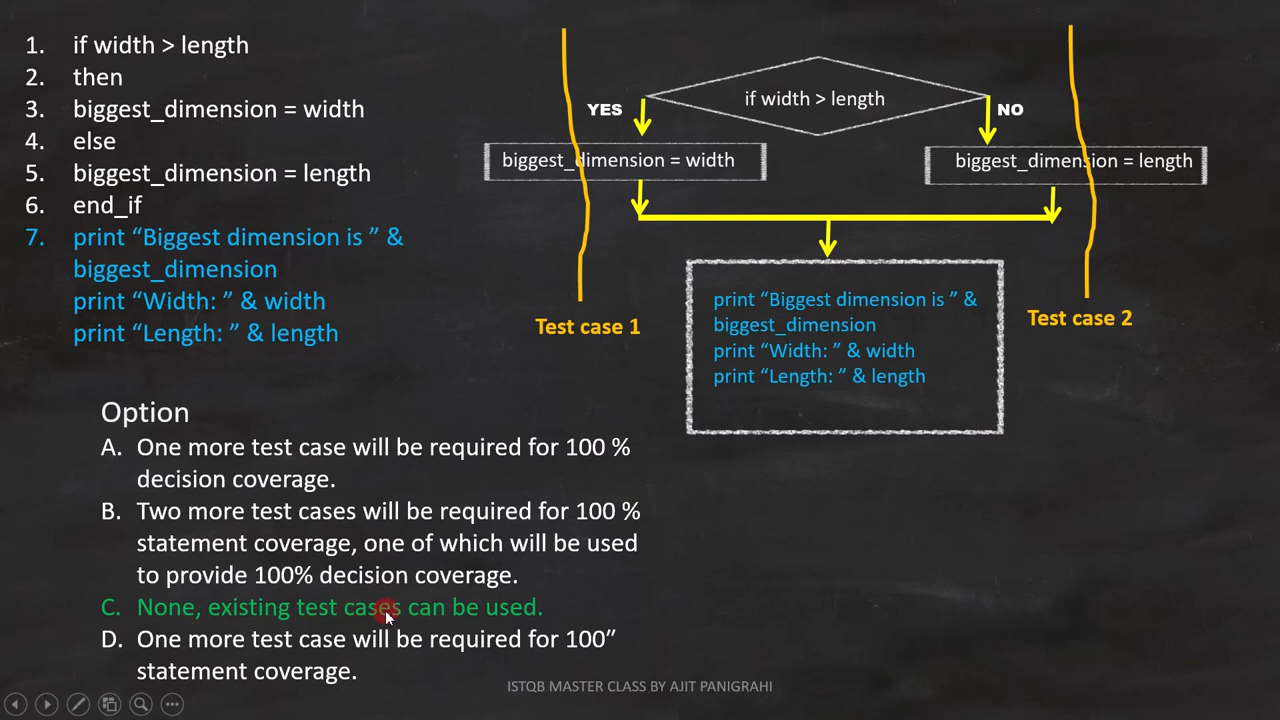 1. if width > length
2. then
3. biggest_dimension = width
4. else
5. biggest_dimension = length
6. end_if
7. print “Biggest dimension is ” &
biggest_dimension
print “Width: ” & width
print “Length: ” & length
if width > length
YES
NO
biggest_dimension = width
biggest_dimension = length
print “Biggest dimension is ” &
biggest_dimension
print “Width: ” & width
print “Length: ” & length
Test case 1
Test case 2
Option
A. One more test case will be required for 100 %
decision coverage.
B. Two more test cases will be required for 100 %
statement coverage, one of which will be used
to provide 100% decision coverage.
C. None, existing test cases can be used.
D. One more test case will be required for 100”
statement coverage.
ISTQB MASTER CLASS BY AJIT PANIGRAHI